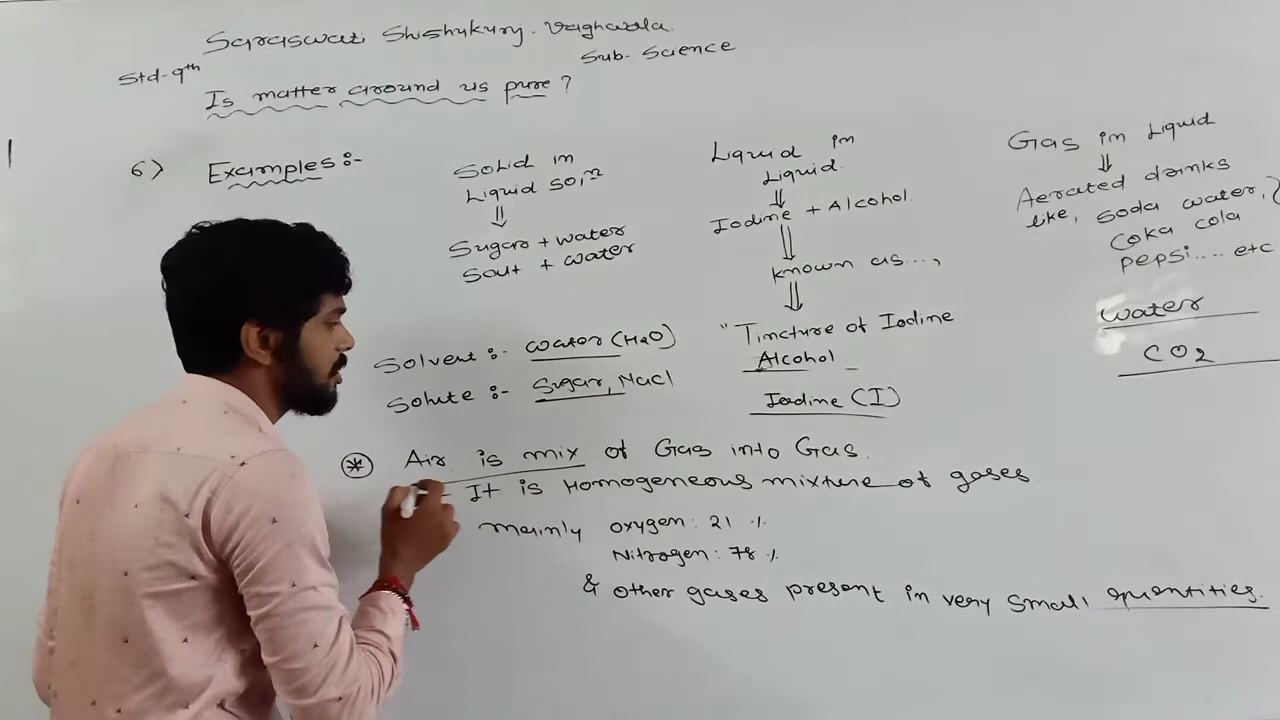 Saraswati Shishukunj. Vaghasla.
Std-9th
Sub- Science
Is matter around us pure?
6) Examples:-
Solid in
Liquid so,n
⇓
Sugar + water
Salt + water
Solvent :- water (H2O)
Solute :- Sugar, Nacl
Liquid in
Liquid.
⇓
Iodine + Alcohol.
⇓
known as...,
⇓
"Tincture of Iodine
Alcohol
Iodine (I)
Gas in Liquid
⇓
Aerated drinks
like, soda water,
Coka cola
pepsi.... etc
water
CO2
* Air is mix of Gas into Gas.
- It is Homogeneous mixture of gases
mainly oxygen: 21 %
Nitrogen: 78 %
& other gases present in very small quantities.